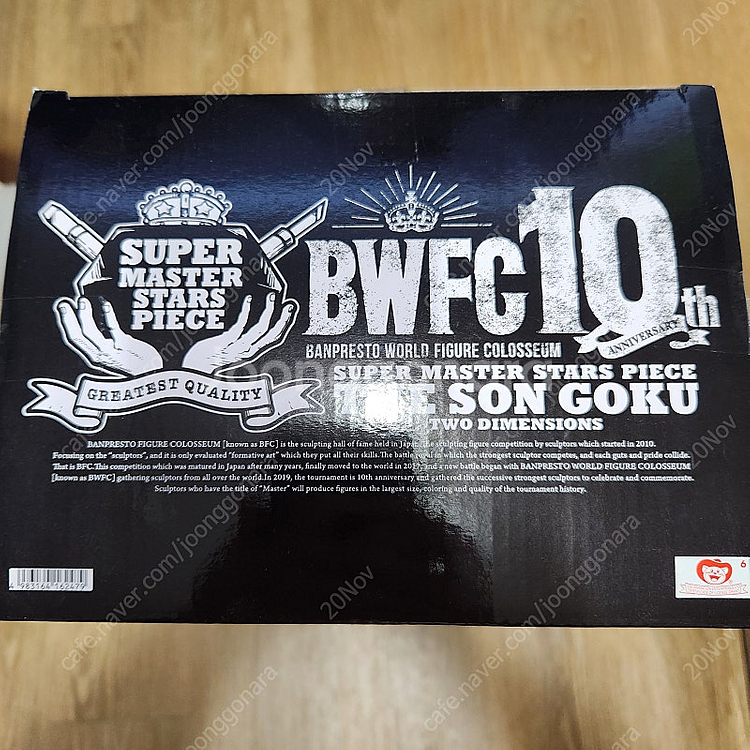 SUPER
MASTER
STARS
PIECE
GREATEST QUALITY
BWFC 10th
ANNIVERSARY
BANPRESTO WORLD FIGURE COLOSSEUM
SUPER MASTER STARS PIECE
THE SON GOKU
TWO DIMENSIONS
BANPRESTO FIGURE COLOSSEUM [known as BFC] is the sculpting hall of fame held in Japan, the sculpting figure competition by sculptors which started in 2010.
Focusing on the "sculptors", and it is only evaluated "formative art" which they put all their skills.The battle royal in which the strongest sculptor competes, and each guts and pride collide.
That is BFC.This competition which was matured in Japan after many years, finally moved to the world in 2017, and a new battle began with BANPRESTO WORLD FIGURE COLOSSEUM
[known as BWFC] gathering sculptors from all over the world.In 2019, the tournament is 10th anniversary and gathered the successive strongest sculptors to celebrate and commemorate.
Sculptors who have the title of "Master" will produce figures in the largest size, coloring and quality of the tournament history.
4 983164 162479
6
cafe.naver.com/joonggonara
20Nov